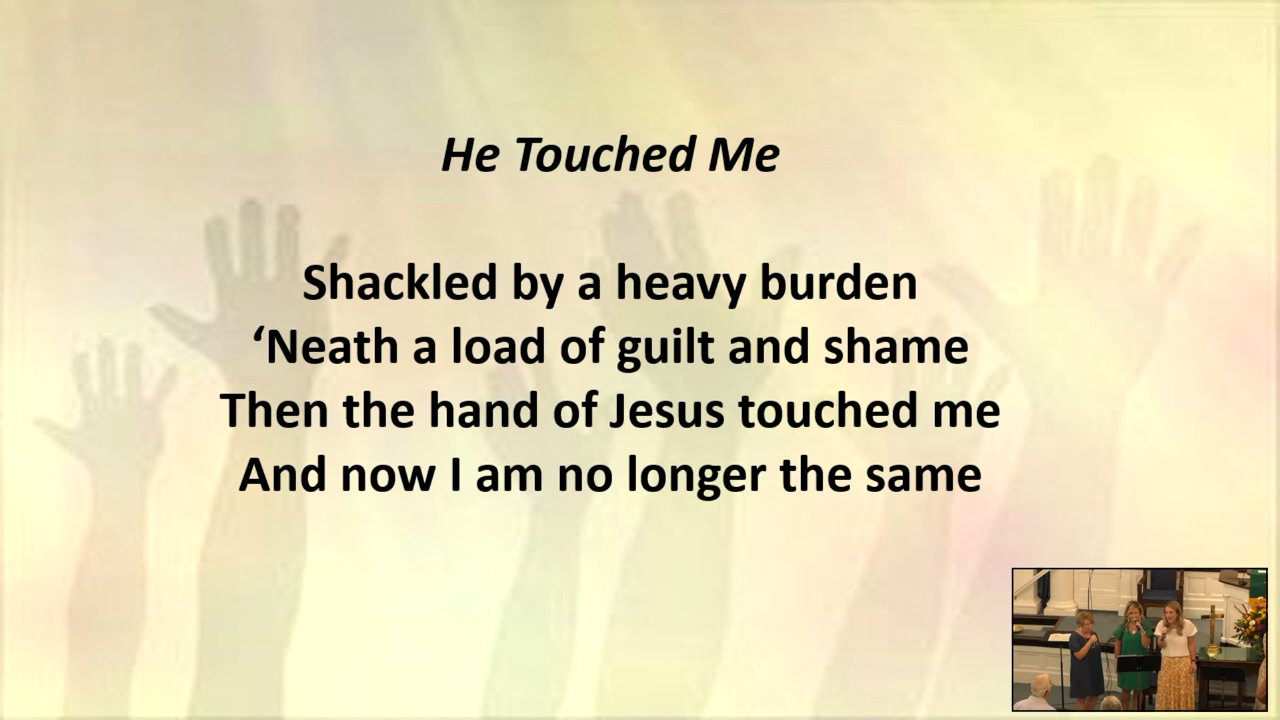 He Touched Me
Shackled by a heavy burden
‘Neath a load of guilt and shame
Then the hand of Jesus touched me
And now I am no longer the same